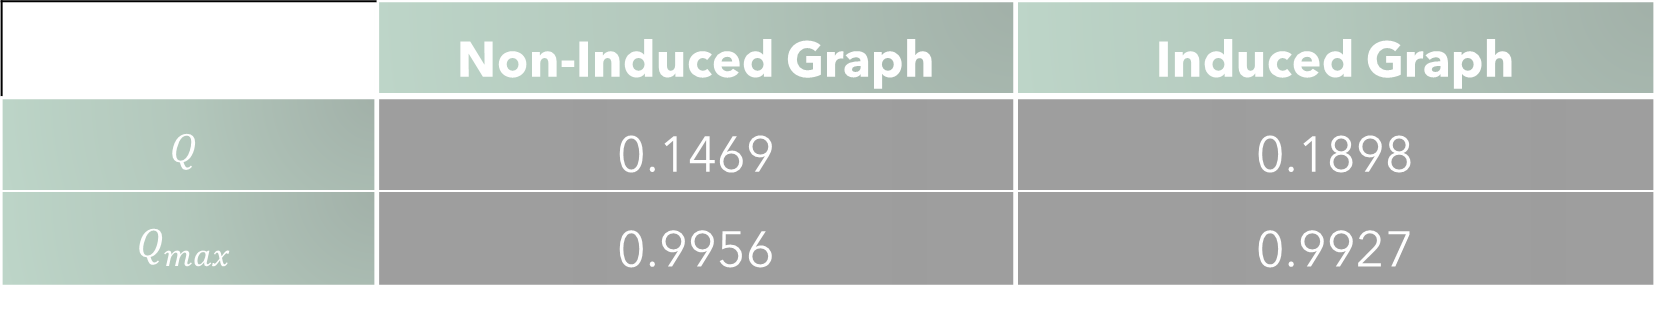 Non-Induced Graph Induced Graph
Q 0.1469 0.1898
Qmax 0.9956 0.9927